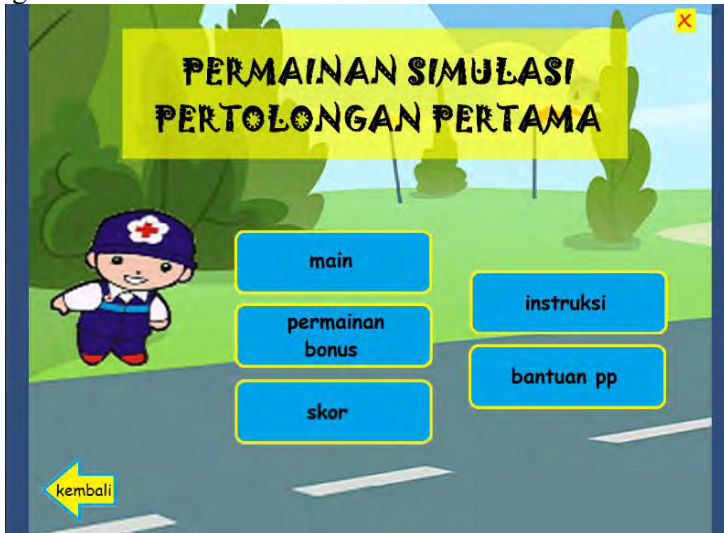 X
PERMAINAN SIMULASI
PERTOLONGAN PERTAMA
main
permainan
bonus
skor
instruksi
bantuan pp
kembali